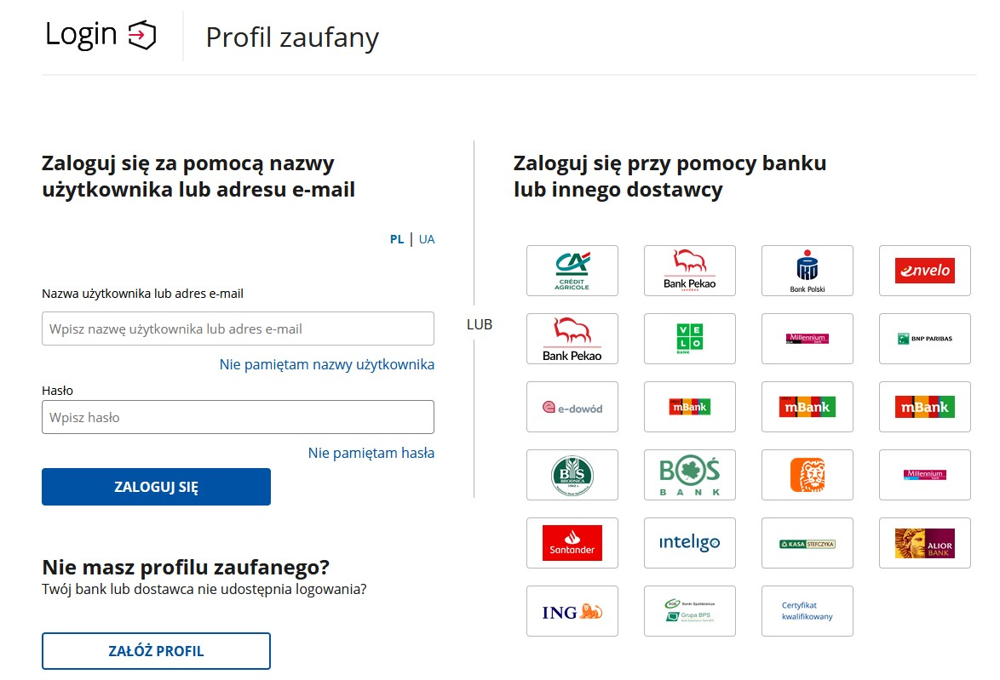 Login
Profil zaufany
Zaloguj się za pomocą nazwy
użytkownika lub adresu e-mail
PL | UA
Nazwa użytkownika lub adres e-mail
Wpisz nazwę użytkownika lub adres e-mail
Nie pamiętam nazwy użytkownika
Hasło
Wpisz hasło
Nie pamiętam hasła
ZALOGUJ SIĘ
Nie masz profilu zaufanego?
Twój bank lub dostawca nie udostępnia logowania?
ZAŁÓŻ PROFIL
LUB
Zaloguj się przy pomocy banku
lub innego dostawcy
CA
CRÉDIT
AGRICOLE
Bank Pekao
PKO
Bank Polski
envelo
Bank Pekao
VE
LO
BANK
Millennium
bank
BNP PARIBAS
e-dowód
mBank
mBank
mBank
BS
BRODNICA
BOŚ
BANK
Millennium
bank
Santander
inteligo
KASA STEFCZYKA
ALIOR
BANK
ING
SGB Banki Spółdzielcze
Grupa BPS
Certyfikat
kwalifikowany